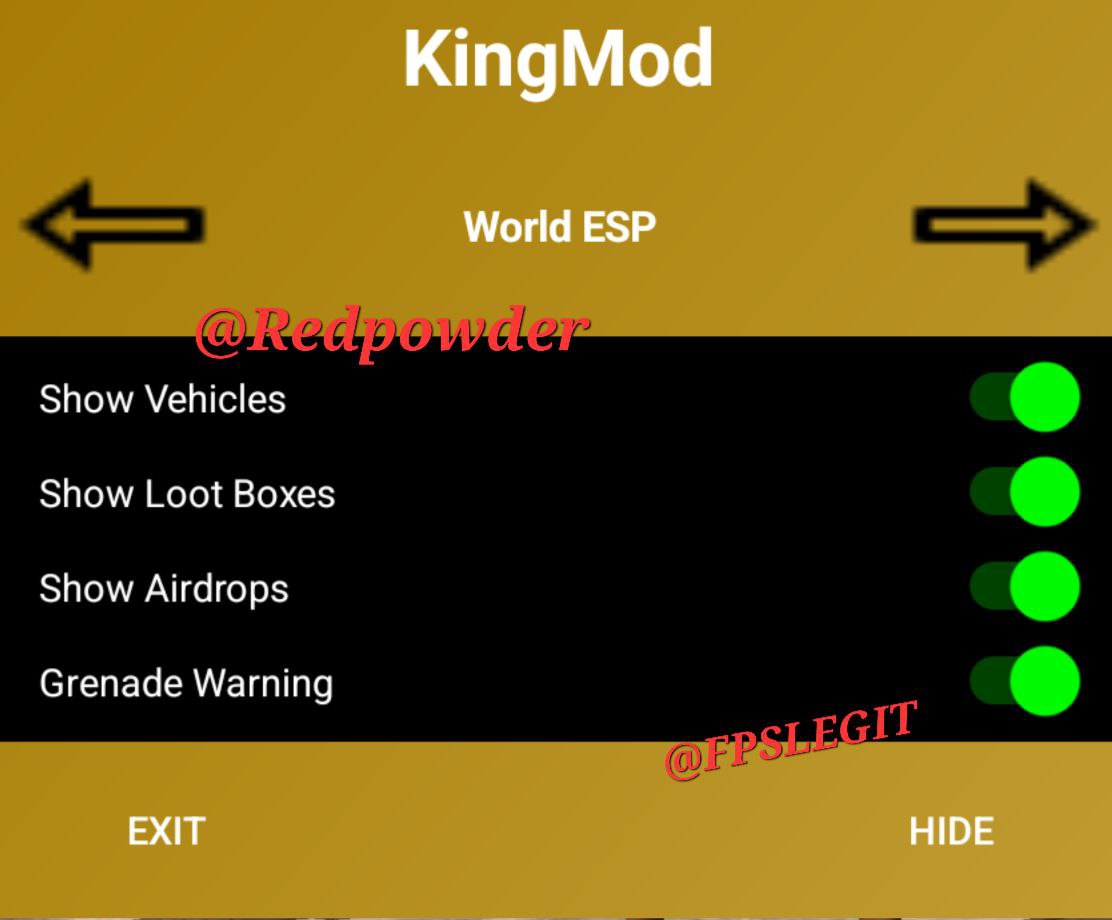 KingMod
World ESP
@Redpowder
Show Vehicles
Show Loot Boxes
Show Airdrops
Grenade Warning
@FPSLEGIT
EXIT
HIDE